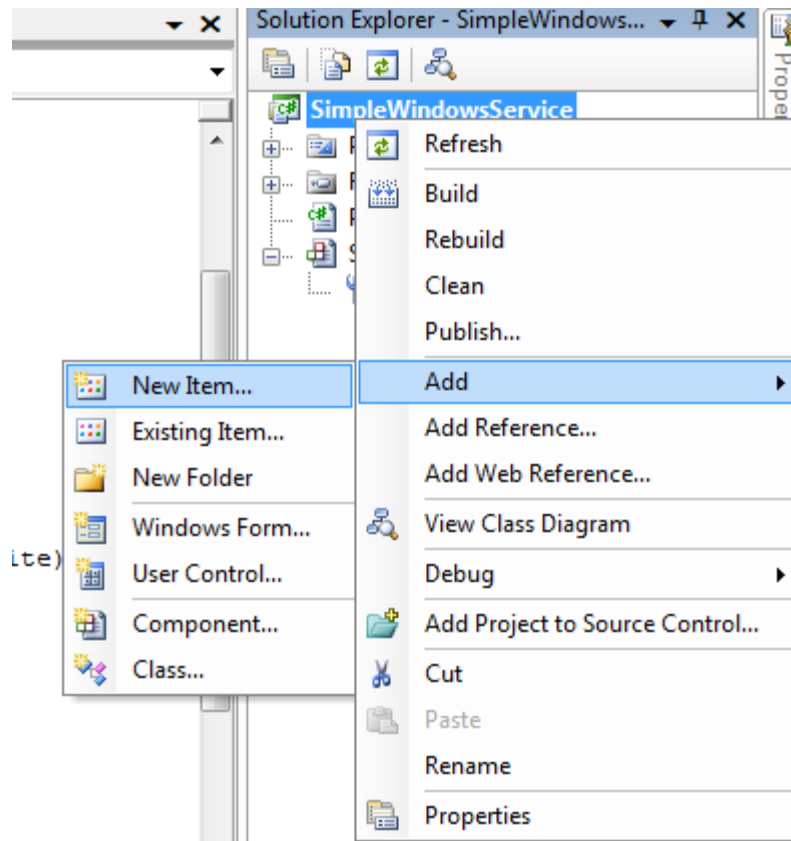 Solution Explorer - SimpleWindows...
SimpleWindowsService
Refresh
Build
Rebuild
Clean
Publish...
Add
Add Reference...
Add Web Reference...
View Class Diagram
Debug
Add Project to Source Control...
Cut
Paste
Rename
Properties
New Item...
Existing Item...
New Folder
Windows Form...
User Control...
Component...
Class...
ite)